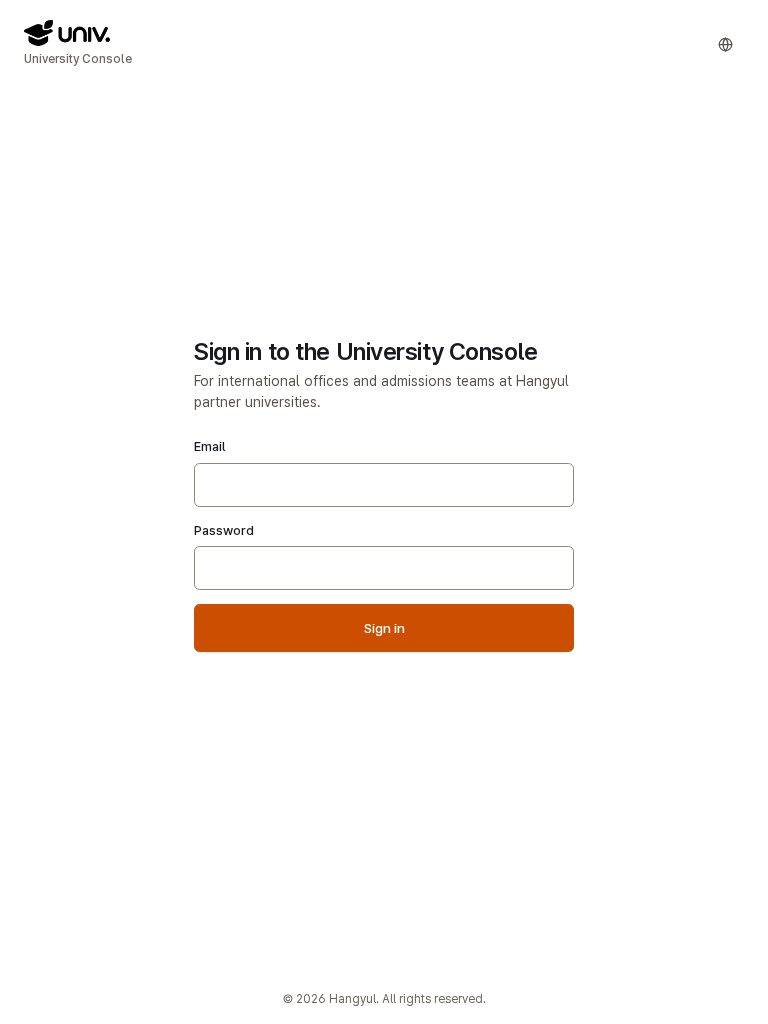 UNIV.
University Console
Sign in to the University Console
For international offices and admissions teams at Hangyul
partner universities.
Email
Password
Sign in
© 2026 Hangyul. All rights reserved.